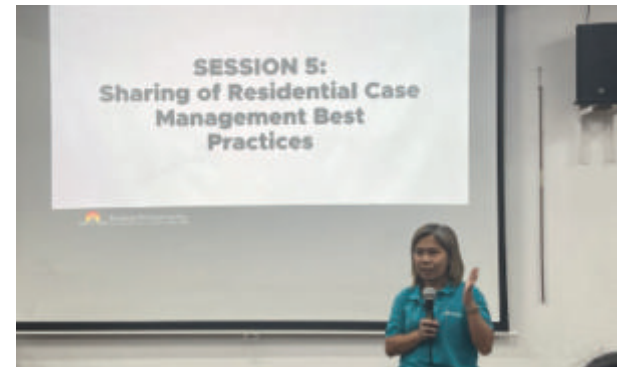 SESSION 5:
Sharing of Residential Case
Management Best
Practices